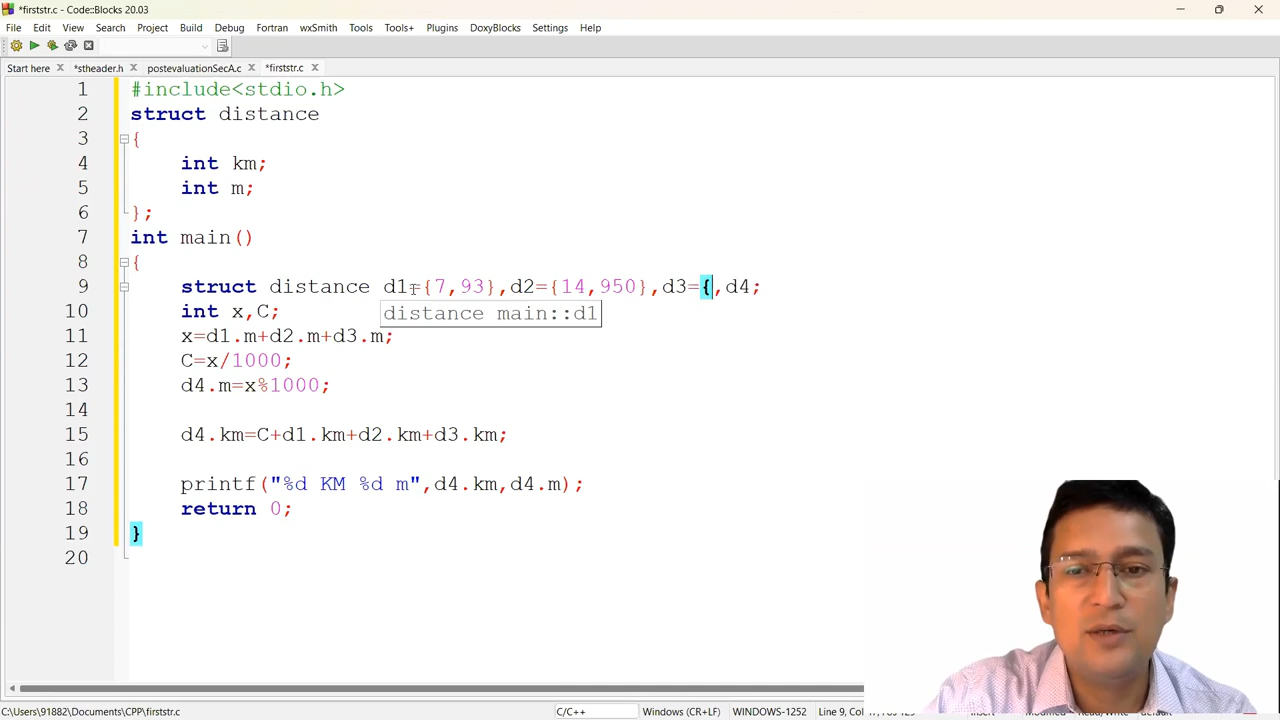 *firststr.c - Code::Blocks 20.03
File Edit View Search Project Build Debug Fortran wxSmith Tools Tools+ Plugins DoxyBlocks Settings Help
Start here *stheader.h postevaluationSecA.c *firststr.c
1 #include<stdio.h>
2 struct distance
3 {
4 int km;
5 int m;
6 };
7 int main()
8 {
9 struct distance d1={7,93},d2={14,950},d3={,d4;
10 int x,C;
distance main::d1
11 x=d1.m+d2.m+d3.m;
12 C=x/1000;
13 d4.m=x%1000;
14
15 d4.km=C+d1.km+d2.km+d3.km;
16
17 printf("%d KM %d m",d4.km,d4.m);
18 return 0;
19 }
20
C:\Users\91882\Documents\CPP\firststr.c C/C++ Windows (CR+LF) WINDOWS-1252